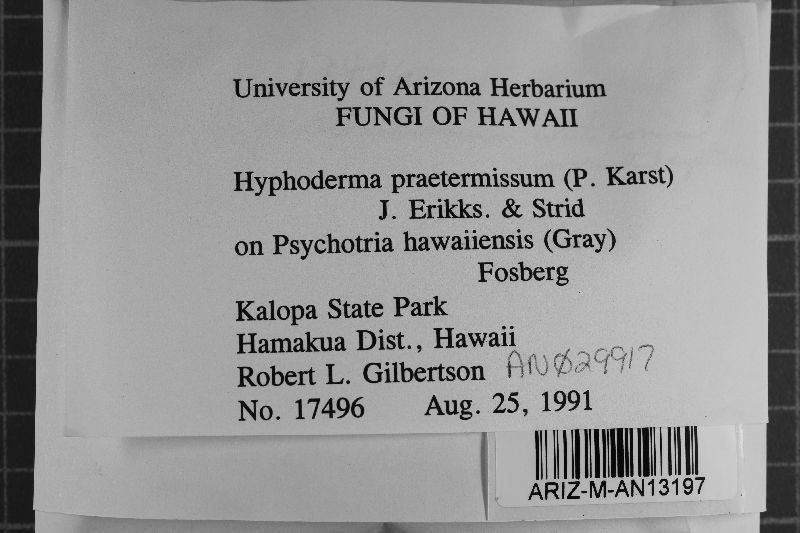 University of Arizona Herbarium
FUNGI OF HAWAII
Hyphoderma praetermissum (P. Karst)
J. Erikks. & Strid
on Psychotria hawaiiensis (Gray)
Fosberg
Kalopa State Park
Hamakua Dist., Hawaii
Robert L. Gilbertson ANØ29917
No. 17496 Aug. 25, 1991
ARIZ-M-AN13197